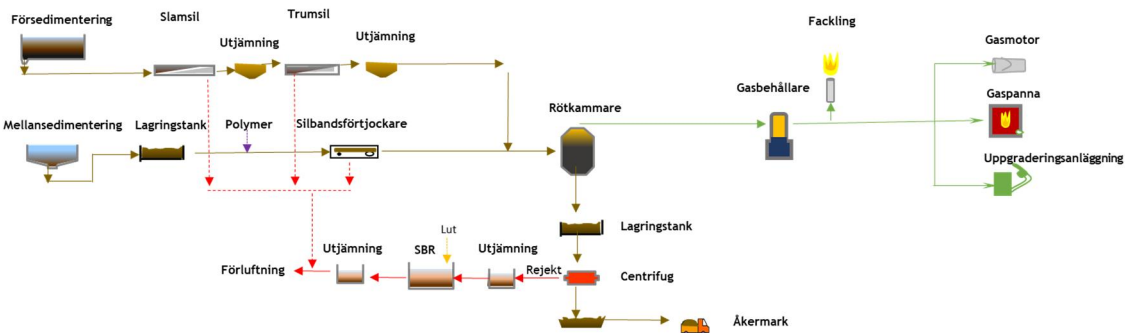 Försedimentering
Slamsil
Trumsil
Utjämning
Utjämning
Fackling
Gasmotor
Gasbehållare
Gaspanna
Rötkammare
Mellansedimentering
Lagringstank
Polymer
Silbandsförtjockare
Uppgraderingsanläggning
Lagringstank
Lut
Utjämning
SBR
Utjämning
Förluftning
Rejekt
Centrifug
Åkermark